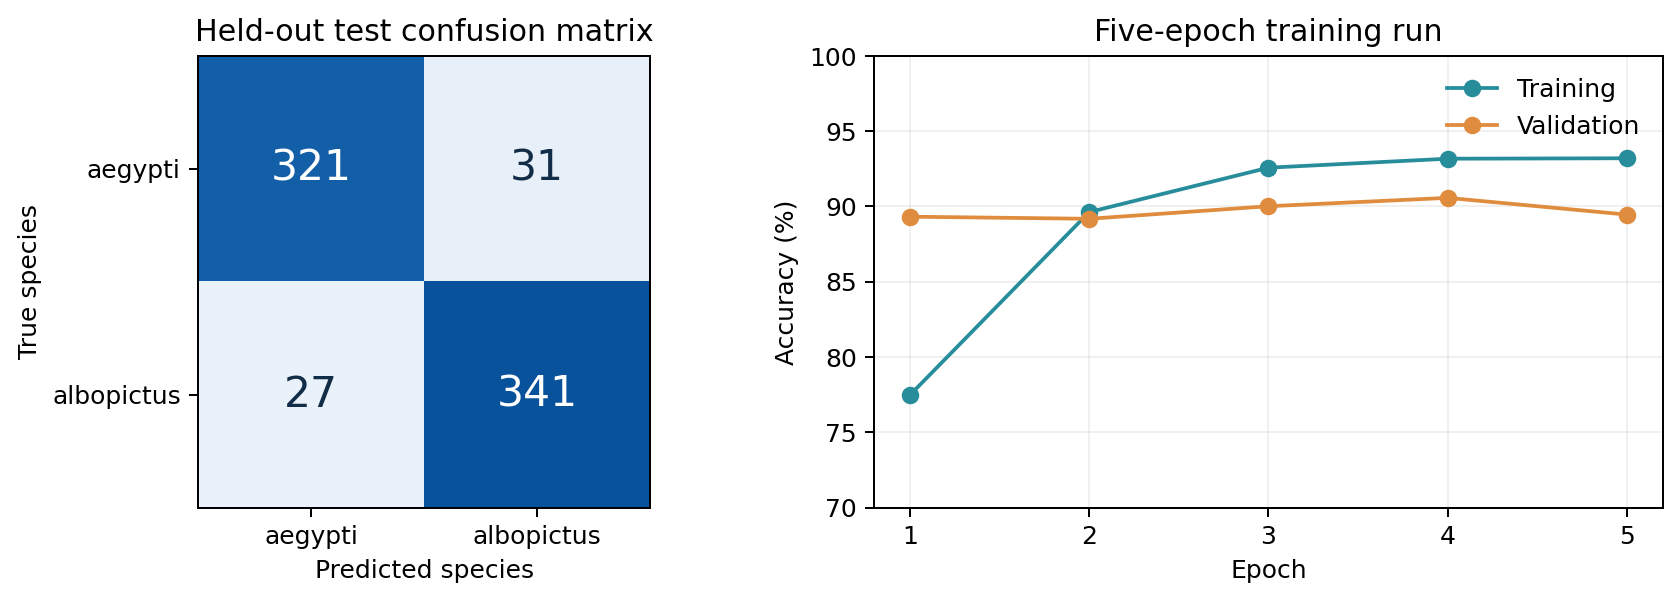 Held-out test confusion matrix
True species
aegypti
321
31
albopictus
27
341
aegypti
albopictus
Predicted species
Five-epoch training run
Accuracy (%)
100
95
90
85
80
75
70
Training
Validation
1
2
3
4
5
Epoch